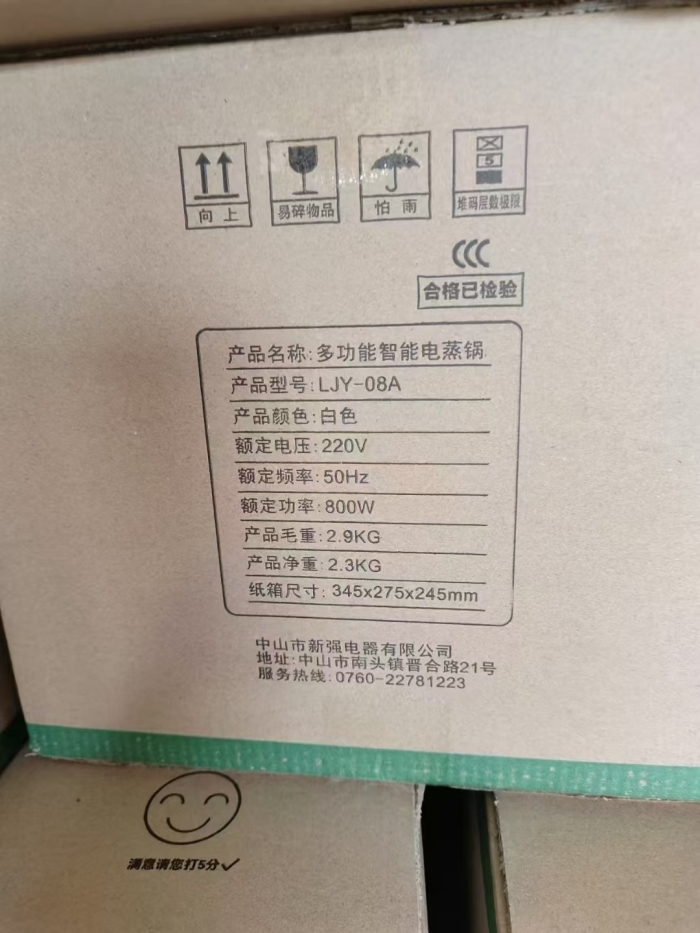 向上
易碎物品
怕雨
5
堆码层数极限
CCC
合格已检验
产品名称:多功能智能电蒸锅
产品型号:LJY-08A
产品颜色:白色
额定电压:220V
额定频率:50Hz
额定功率:800W
产品毛重:2.9KG
产品净重:2.3KG
纸箱尺寸: 345x275x245mm
中山市新强电器有限公司
地址:中山市南头镇晋合路21号
服务热线:0760-22781223
满意请您打5分✓